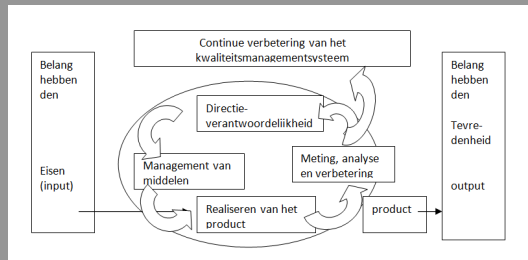 Continue verbetering van het
kwaliteitsmanagementsysteem
Belang
hebben
den
Eisen
(input)
Directie-
verantwoordelijkheid
Management van
middelen
Meting, analyse
en verbetering
Realiseren van het
product
product
Belang
hebben
den
Tevre-
denheid
output